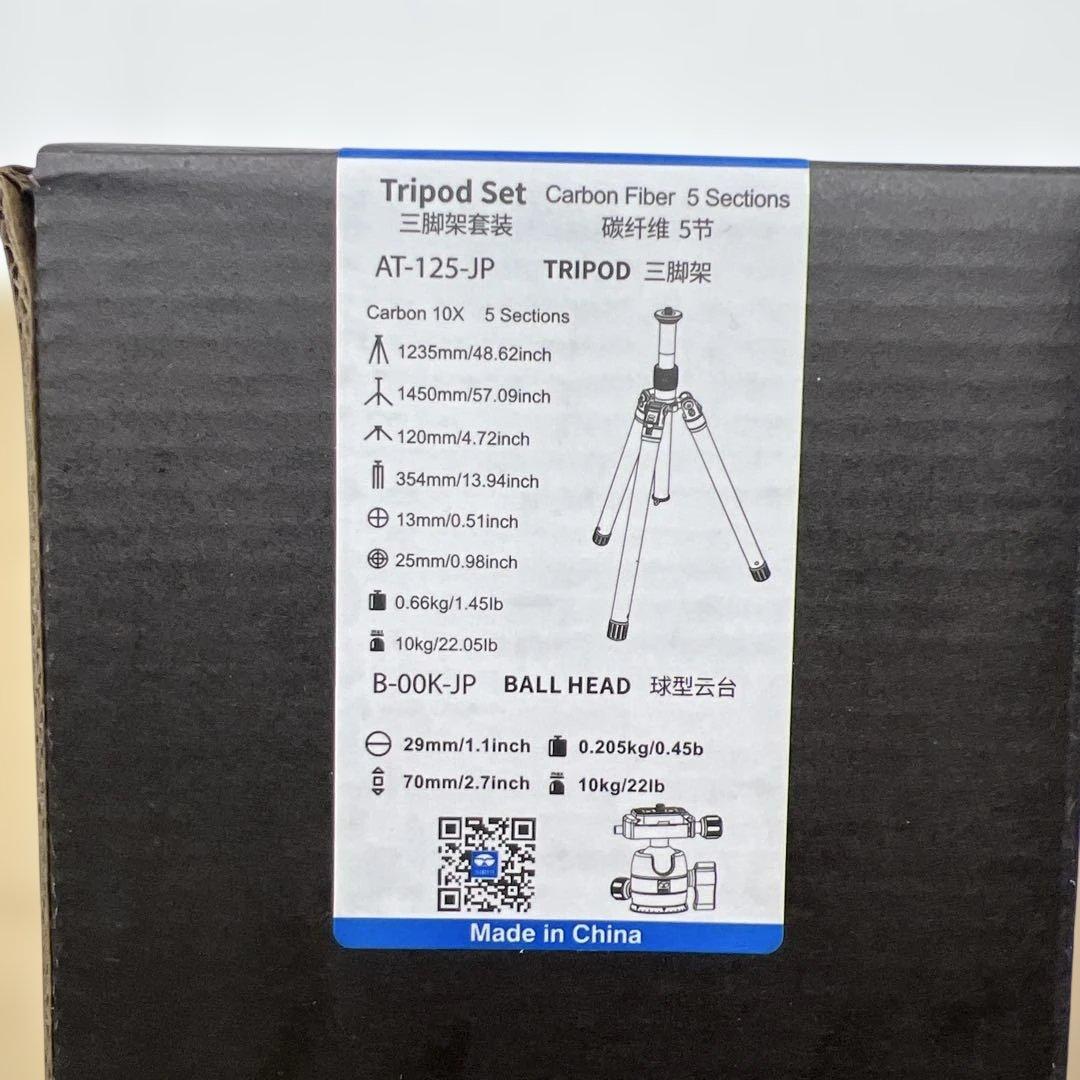 Tripod Set Carbon Fiber 5 Sections
三脚架套装 碳纤维 5节
AT-125-JP TRIPOD 三脚架
Carbon 10X 5 Sections
1235mm/48.62inch
1450mm/57.09inch
120mm/4.72inch
354mm/13.94inch
13mm/0.51inch
25mm/0.98inch
0.66kg/1.45lb
max
10kg/22.05lb
B-00K-JP BALL HEAD 球型云台
29mm/1.1inch 0.205kg/0.45b
70mm/2.7inch max 10kg/22lb
Made in China